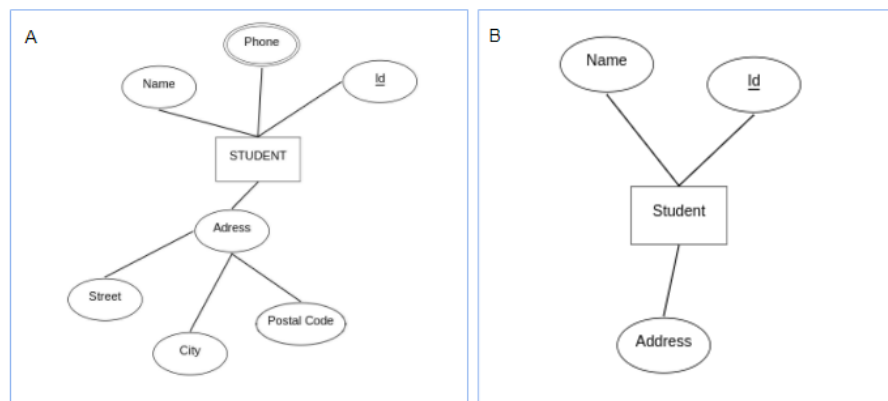 A
Phone
Name
Id
STUDENT
Adress
Street
Postal Code
City
B
Name
Id
Student
Address